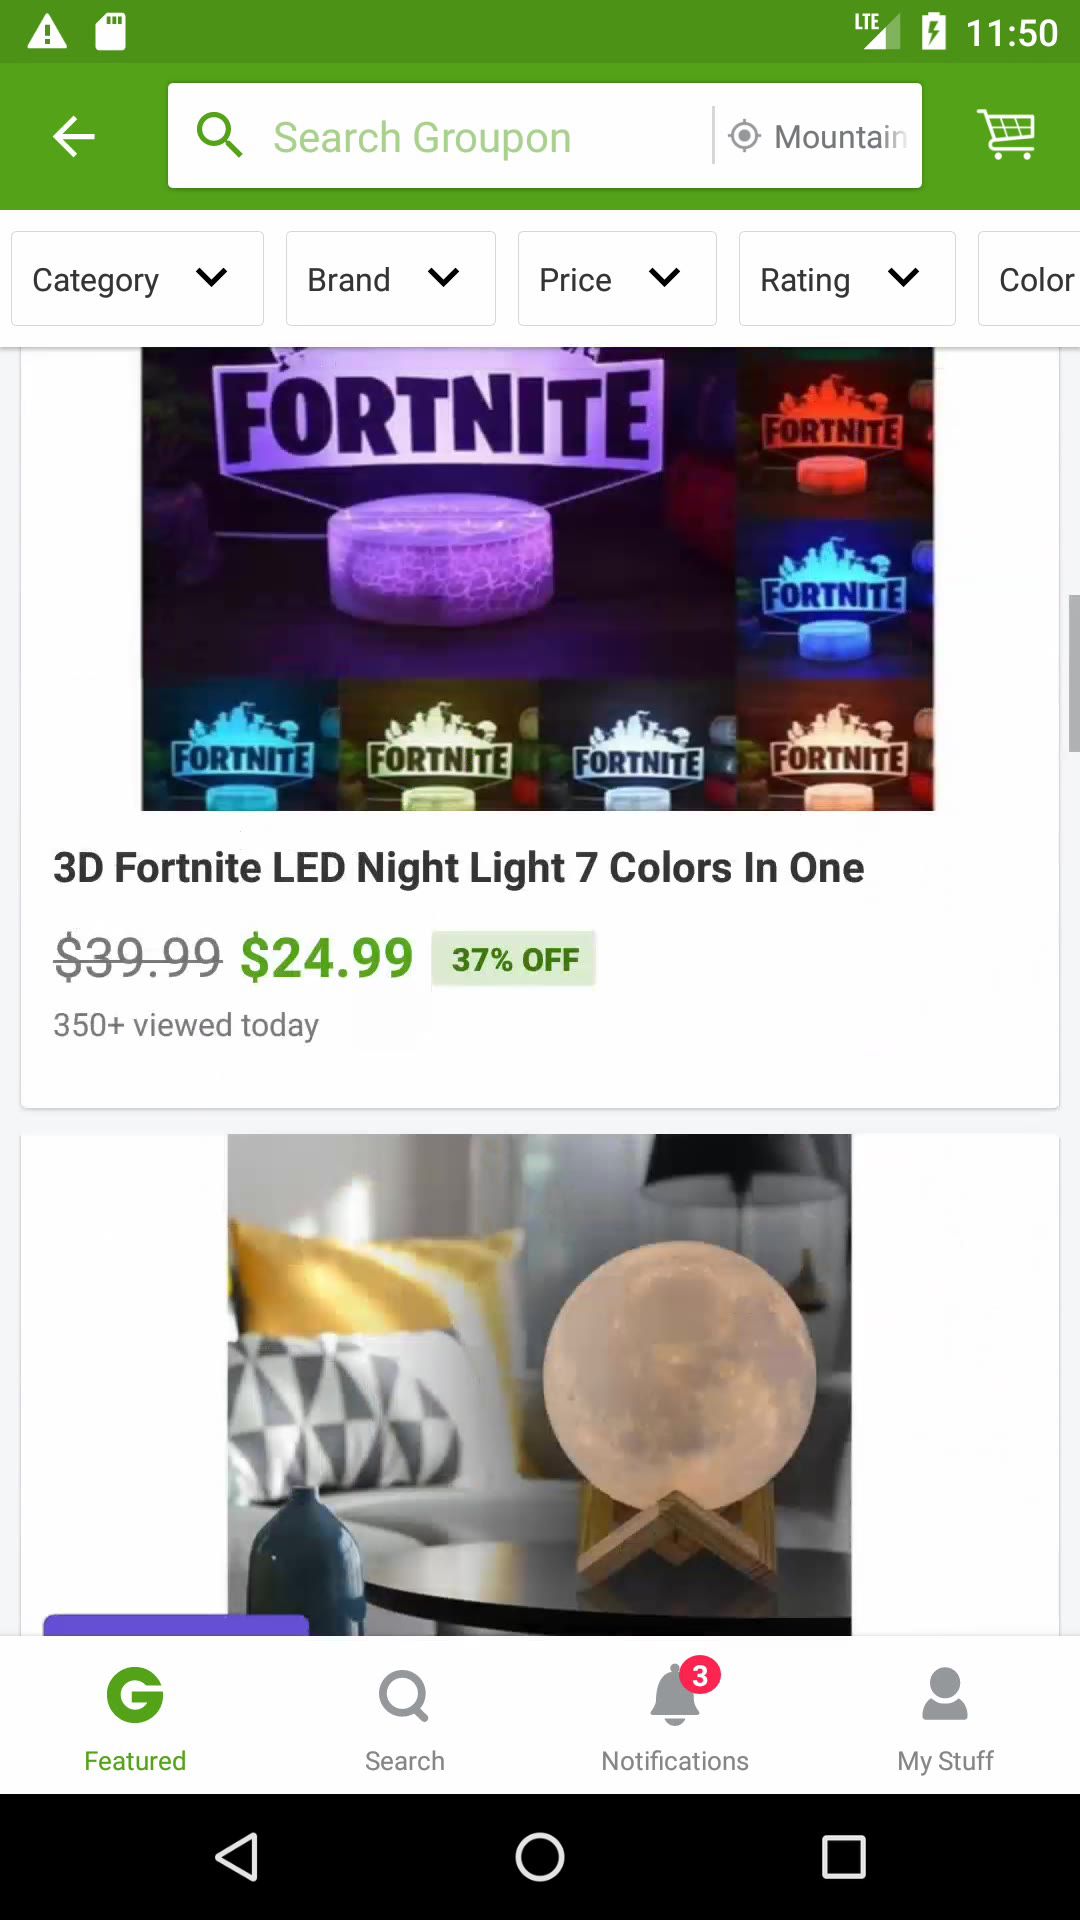 LTE 11:50
Search Groupon Mountain
Category Brand Price Rating Color
FORTNITE
FORTNITE
FORTNITE
FORTNITE FORTNITE FORTNITE FORTNITE
3D Fortnite LED Night Light 7 Colors In One
$39.99 $24.99 37% OFF
350+ viewed today
3
Featured Search Notifications My Stuff